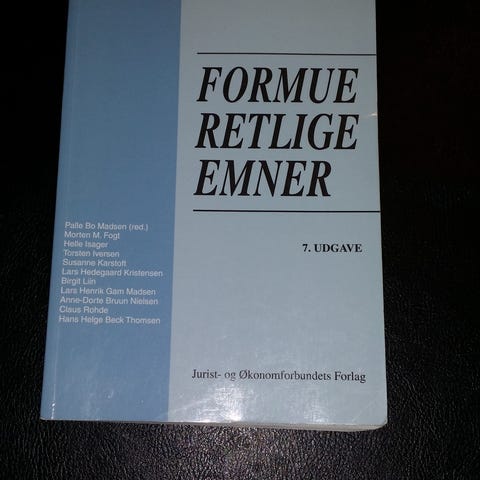 FORMUE
RETLIGE
EMNER
7. UDGAVE
Palle Bo Madsen (red.)
Morten M. Fogt
Helle Isager
Torsten Iversen
Susanne Karstoft
Lars Hedegaard Kristensen
Birgit Liin
Lars Henrik Gam Madsen
Anne-Dorte Bruun Nielsen
Claus Rohde
Hans Helge Beck Thomsen
Jurist- og Økonomforbundets Forlag